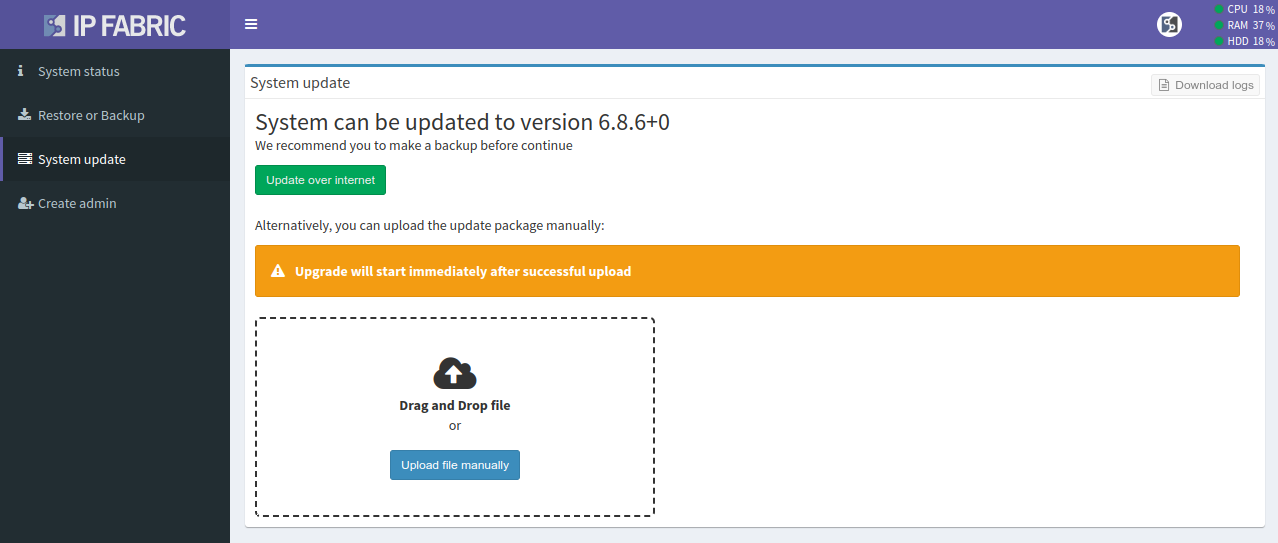 IP FABRIC
CPU 18 %
RAM 37 %
HDD 18 %
System status
Restore or Backup
System update
Create admin
System update
Download logs
System can be updated to version 6.8.6+0
We recommend you to make a backup before continue
Update over internet
Alternatively, you can upload the update package manually:
Upgrade will start immediately after successful upload
Drag and Drop file
or
Upload file manually